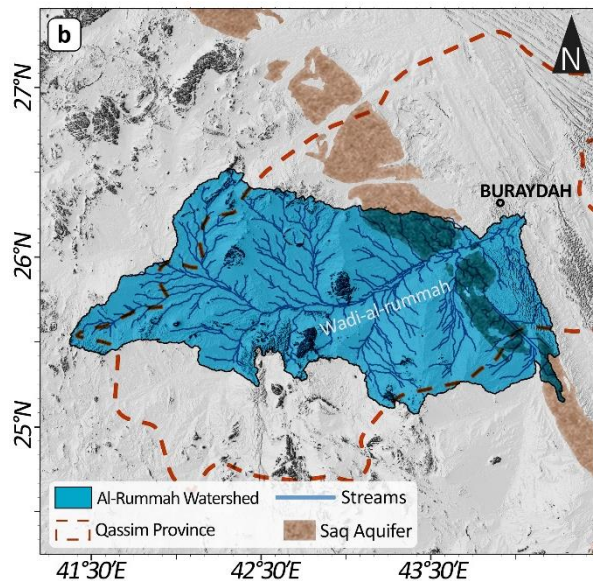 b
N
27°N
BURAYDAH
26°N
Wadi-al-rummah
25°N
Al-Rummah Watershed
Streams
Qassim Province
Saq Aquifer
41°30'E
42°30'E
43°30'E